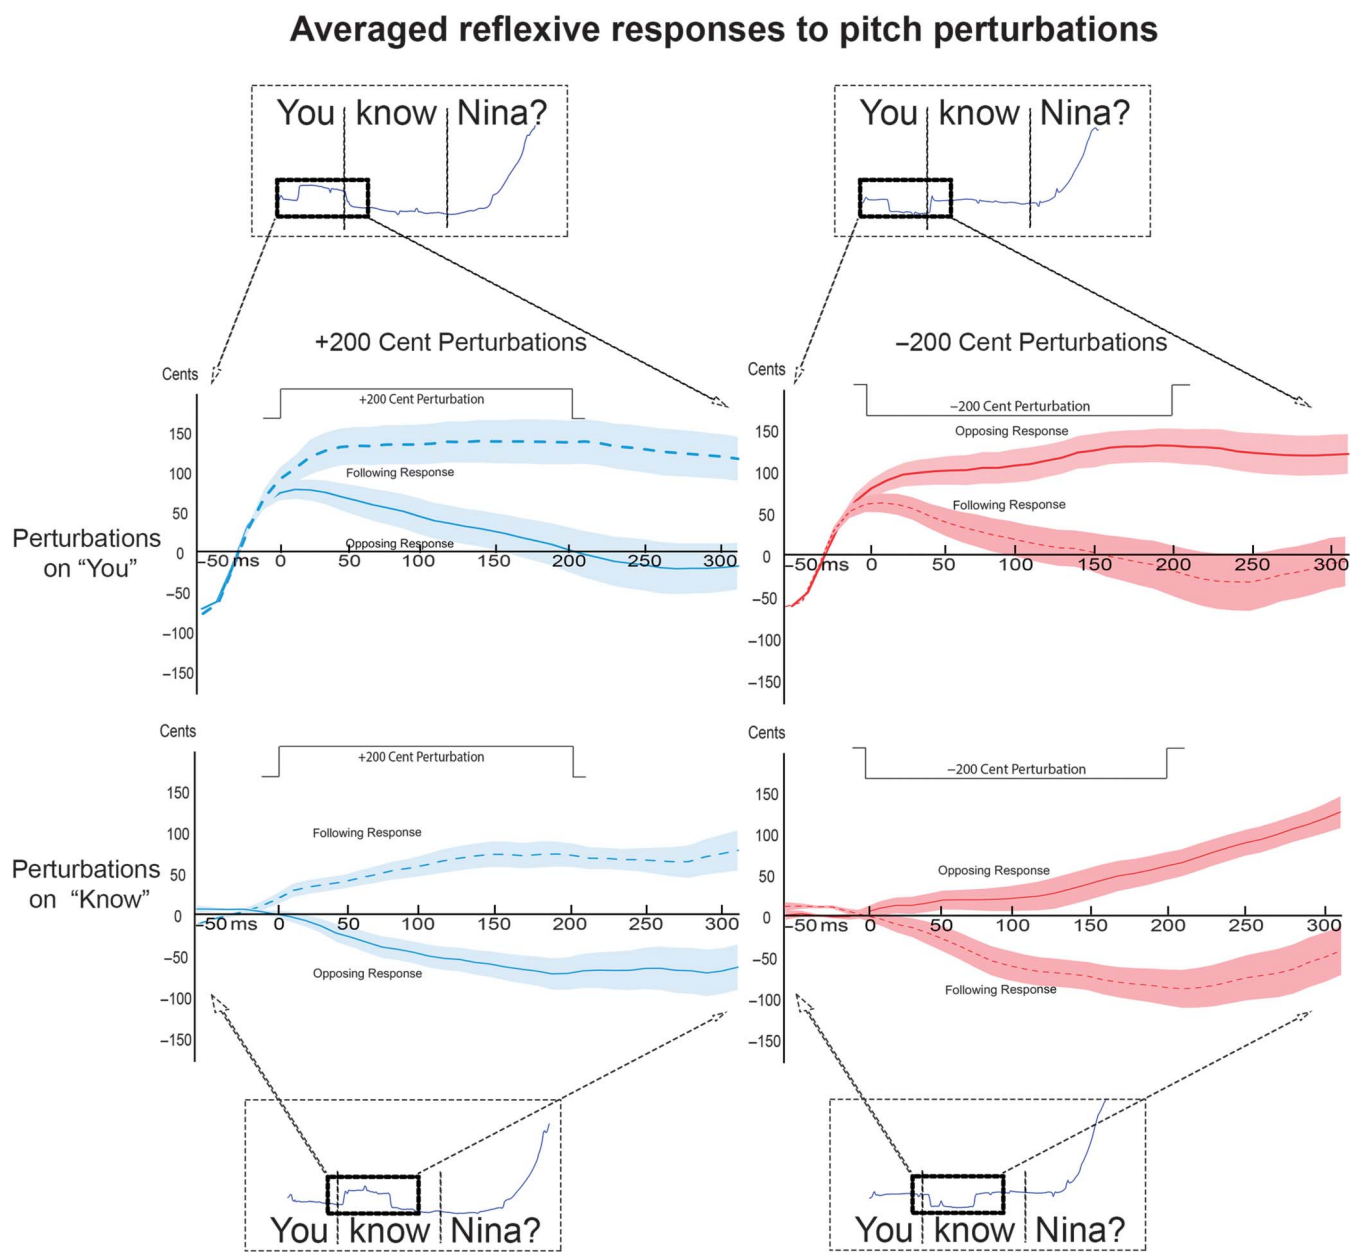 Averaged reflexive responses to pitch perturbations
You know Nina?
You know Nina?
+200 Cent Perturbations
−200 Cent Perturbations
Cents
+200 Cent Perturbation
150
100
50
0
−50
−100
−150
Following Response
Opposing Response
−50 ms 0 50 100 150 200 250 300
Cents
−200 Cent Perturbation
Opposing Response
150
100
50
0
−50
−100
−150
Following Response
−50 ms 0 50 100 150 200 250 300
Perturbations
on “You”
Cents
+200 Cent Perturbation
150
100
50
0
−50
−100
−150
Following Response
−50 ms 0 50 100 150 200 250 300
Opposing Response
Cents
−200 Cent Perturbation
150
100
50
0
−50
−100
−150
Opposing Response
−50 ms 0 50 100 150 200 250 300
Following Response
Perturbations
on “Know”
You know Nina?
You know Nina?